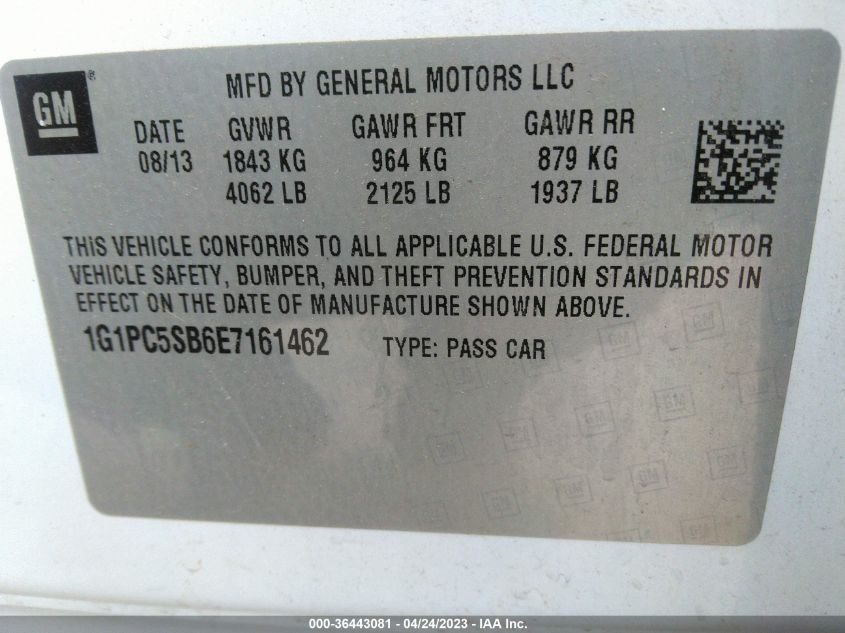 GM ®
MFD BY GENERAL MOTORS LLC
DATE GVWR GAWR FRT GAWR RR
08/13 1843 KG 964 KG 879 KG
4062 LB 2125 LB 1937 LB
THIS VEHICLE CONFORMS TO ALL APPLICABLE U.S. FEDERAL MOTOR
VEHICLE SAFETY, BUMPER, AND THEFT PREVENTION STANDARDS IN
EFFECT ON THE DATE OF MANUFACTURE SHOWN ABOVE.
1G1PC5SB6E7161462 TYPE: PASS CAR
000-36443081 - 04/24/2023 - IAA Inc.